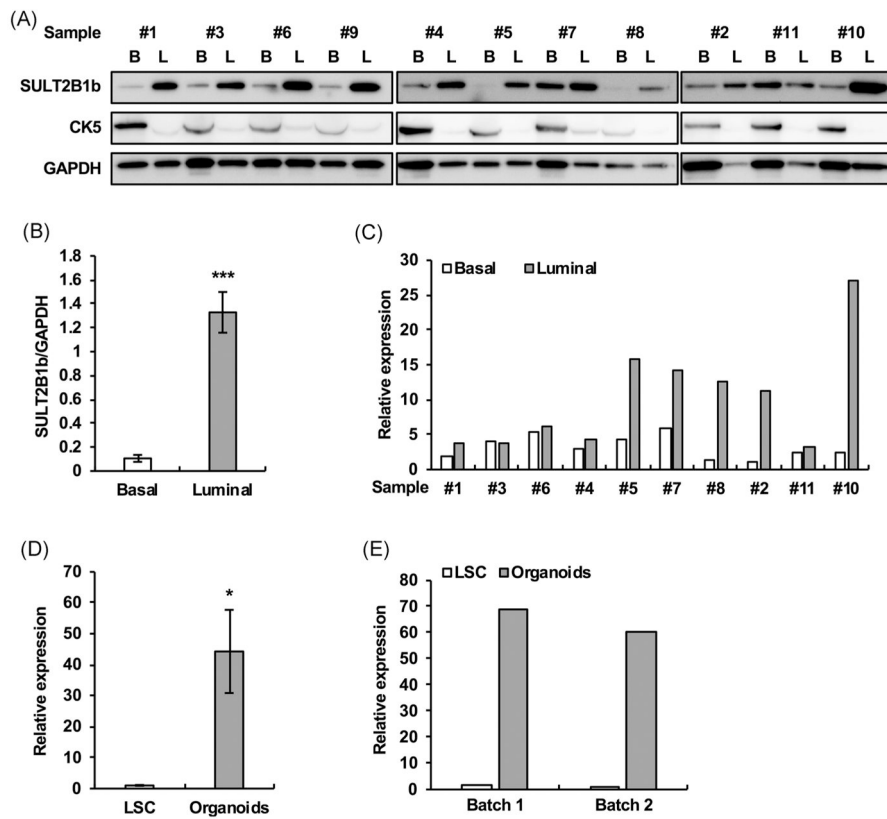 (A)
Sample #1 #3 #6 #9 #4 #5 #7 #8 #2 #11 #10
B L B L B L B L B L B L B L B L B L B L B L
SULT2B1b
CK5
GAPDH
(B)
SULT2B1b/GAPDH
1.8
1.6
1.4
1.2
1
0.8
0.6
0.4
0.2
0
***
Basal Luminal
(C)
Relative expression
30
25
20
15
10
5
0
Basal Luminal
Sample #1 #3 #6 #4 #5 #7 #8 #2 #11 #10
(D)
Relative expression
70
60
50
40
30
20
10
0
*
LSC Organoids
(E)
Relative expression
80
70
60
50
40
30
20
10
0
LSC Organoids
Batch 1 Batch 2